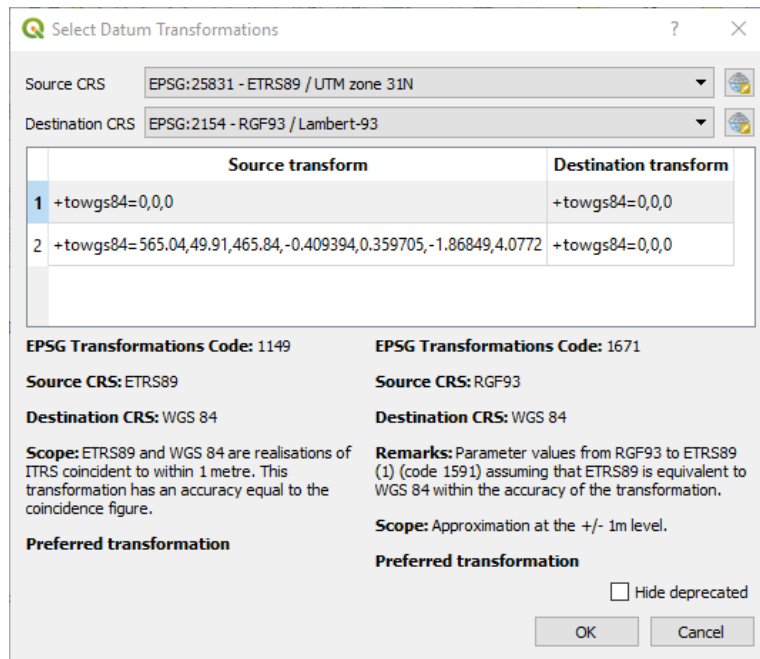 Select Datum Transformations
Source CRS EPSG:25831 - ETRS89 / UTM zone 31N
Destination CRS EPSG:2154 - RGF93 / Lambert-93
Source transform Destination transform
1 +towgs84=0,0,0 +towgs84=0,0,0
2 +towgs84=565.04,49.91,465.84,-0.409394,0.359705,-1.86849,4.0772 +towgs84=0,0,0
EPSG Transformations Code: 1149
Source CRS: ETRS89
Destination CRS: WGS 84
Scope: ETRS89 and WGS 84 are realisations of
ITRS coincident to within 1 metre. This
transformation has an accuracy equal to the
coincidence figure.
Preferred transformation
EPSG Transformations Code: 1671
Source CRS: RGF93
Destination CRS: WGS 84
Remarks: Parameter values from RGF93 to ETRS89
(1) (code 1591) assuming that ETRS89 is equivalent to
WGS 84 within the accuracy of the transformation.
Scope: Approximation at the +/- 1m level.
Preferred transformation
Hide deprecated
OK Cancel